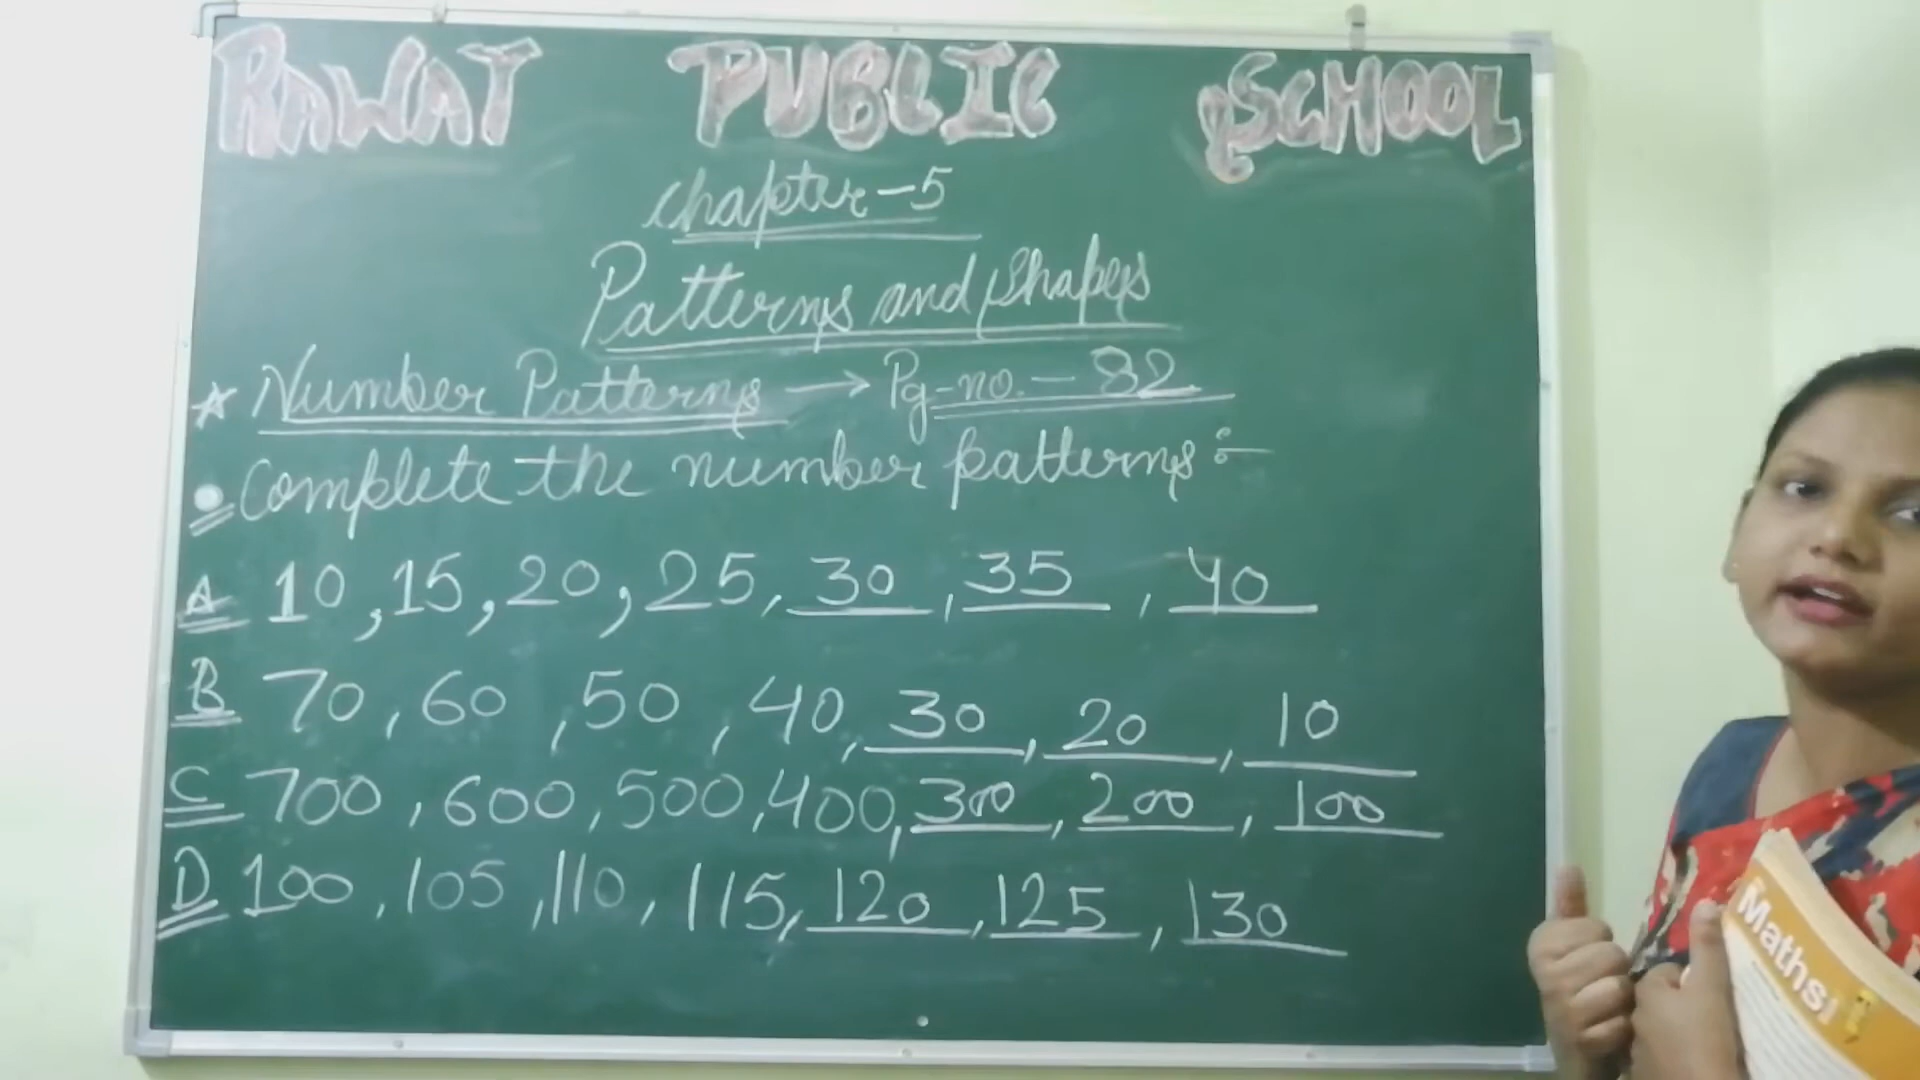 RAWAT PUBLIC SCHOOL
Chapter-5
Patterns and Shapes
☆ Number Patterns → Pg-no.- 82
• Complete the number patterns :-
A 10, 15, 20, 25, 30, 35, 40
B 70, 60, 50, 40, 30, 20, 10
C 700, 600, 500, 400, 300, 200, 100
D 100, 105, 110, 115, 120, 125, 130
Maths